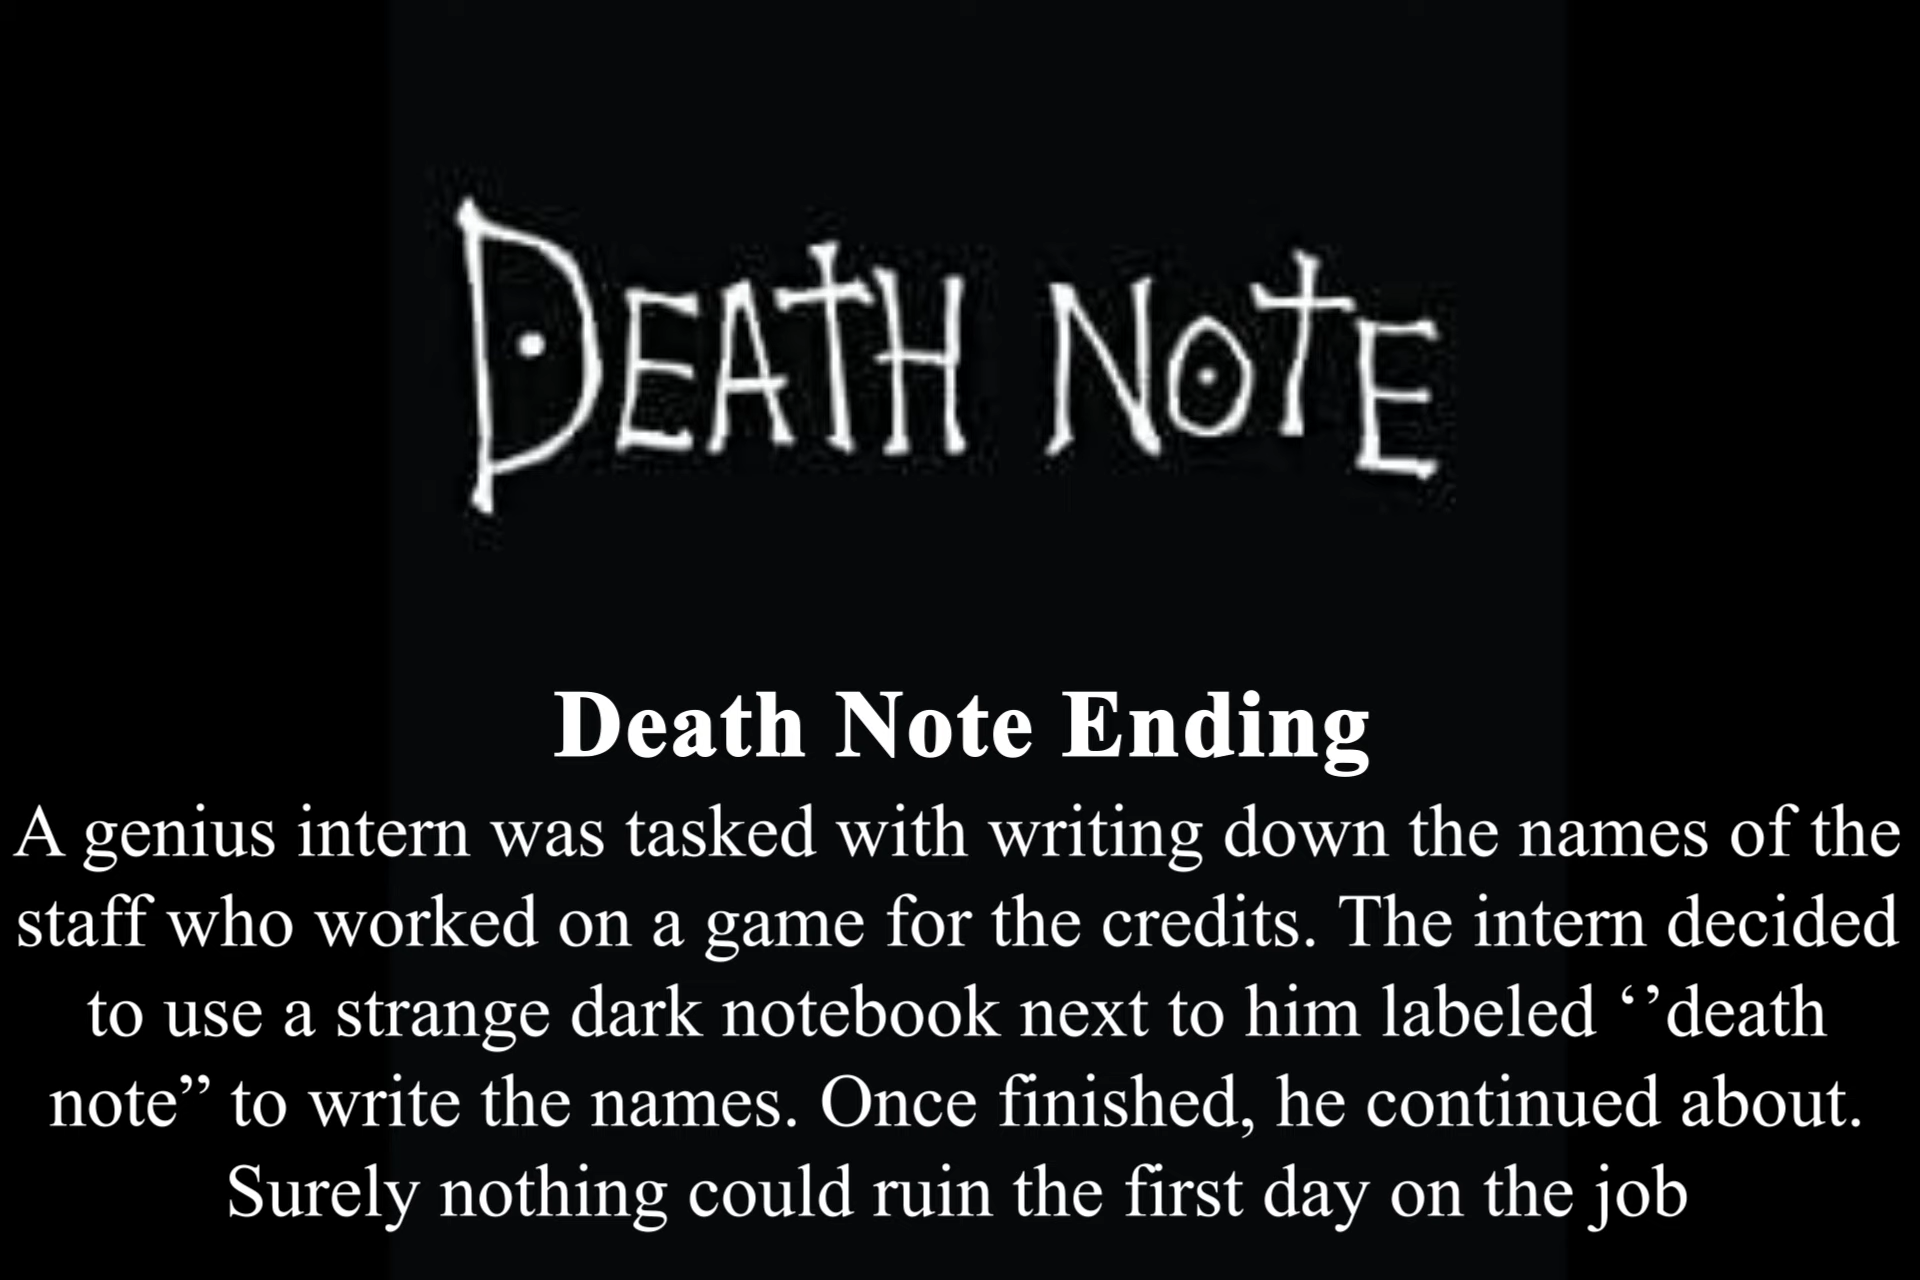 DEATH NOTE
Death Note Ending
A genius intern was tasked with writing down the names of the
staff who worked on a game for the credits. The intern decided
to use a strange dark notebook next to him labeled ‘’death
note” to write the names. Once finished, he continued about.
Surely nothing could ruin the first day on the job